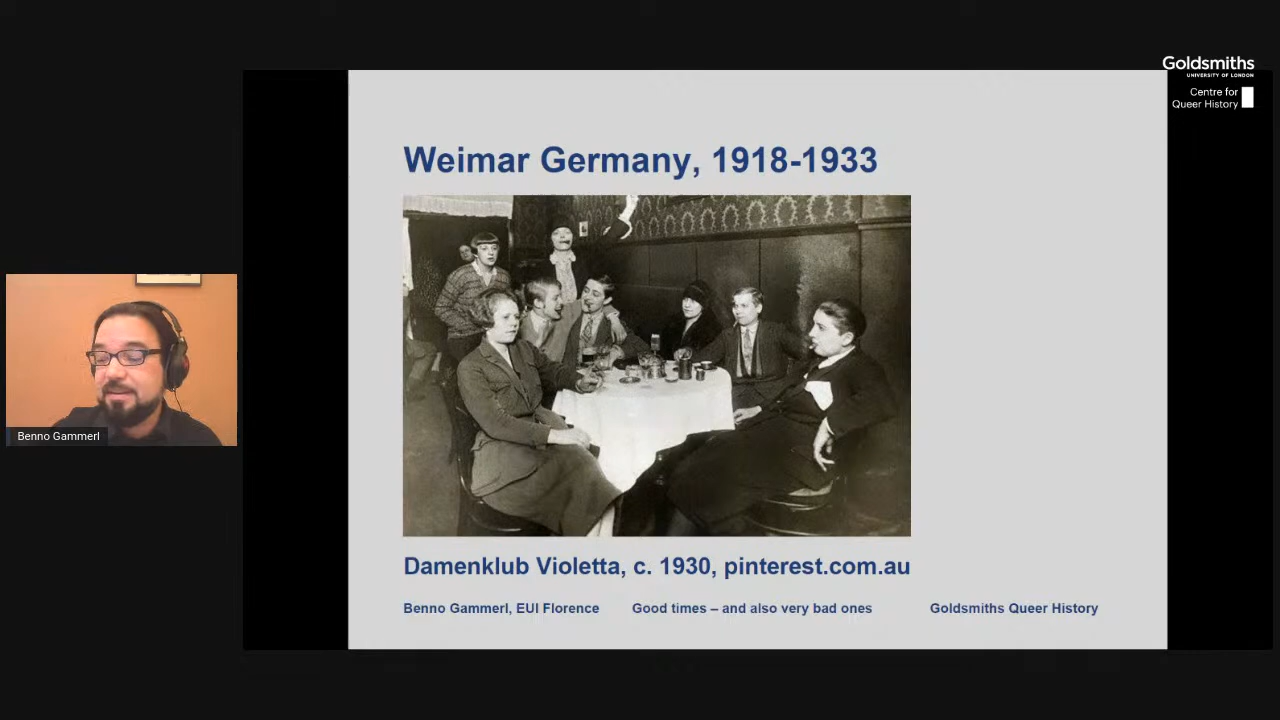 Goldsmiths
UNIVERSITY OF LONDON
Centre for
Queer History
Weimar Germany, 1918-1933
Benno Gammerl
Damenklub Violetta, c. 1930, pinterest.com.au
Benno Gammerl, EUI Florence Good times – and also very bad ones Goldsmiths Queer History